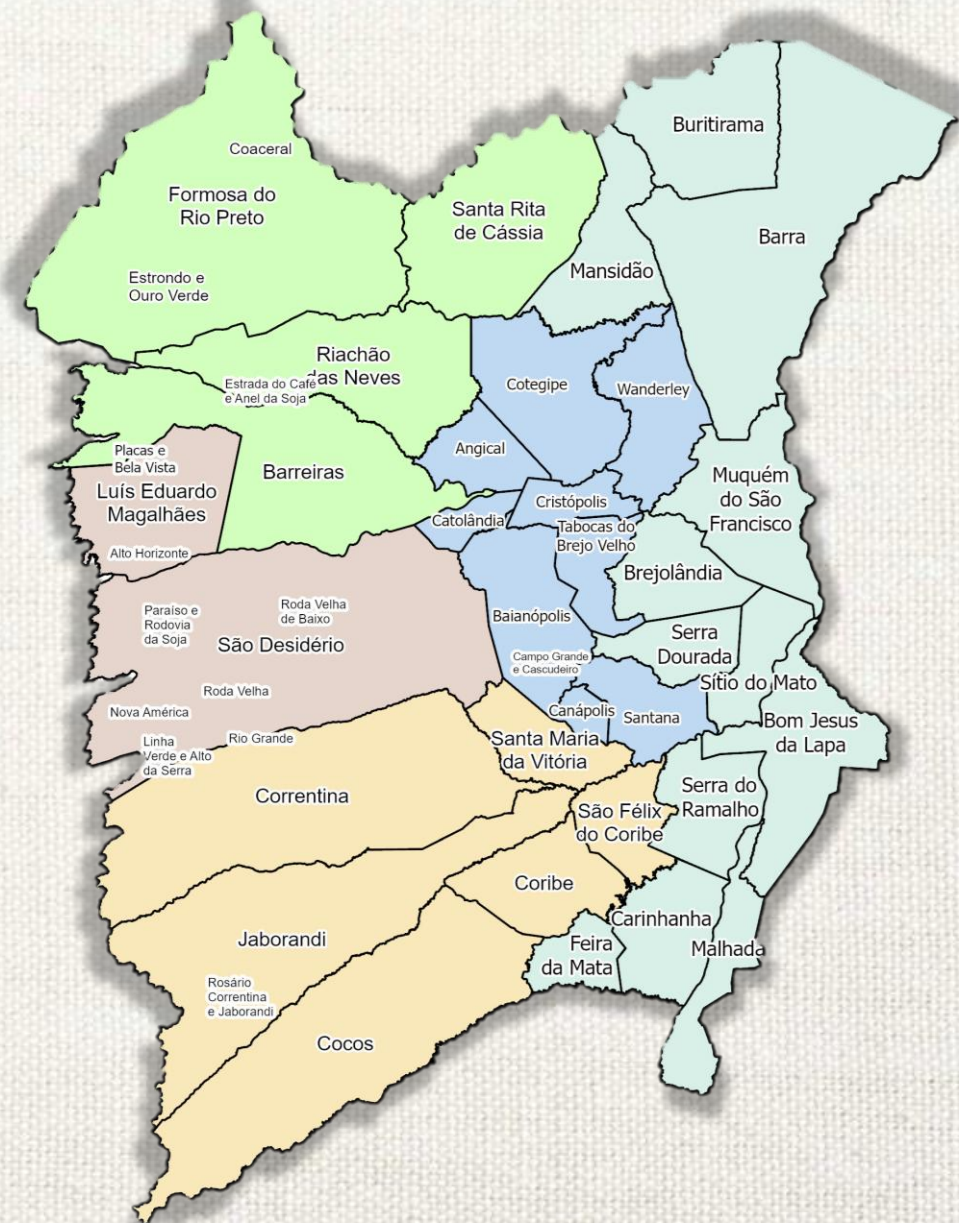 Buritirama
Coaceral
Formosa do
Rio Preto
Santa Rita
de Cássia
Barra
Mansidão
Estrondo e
Ouro Verde
Riachão
das Neves
Estrada do Café
e Anel da Soja
Cotegipe
Wanderley
Angical
Placas e
Bela Vista
Barreiras
Luís Eduardo
Magalhães
Muquém
do São
Francisco
Cristópolis
Catolândia
Tabocas do
Brejo Velho
Alto Horizonte
Brejolândia
Paraíso e
Rodovia
da Soja
Roda Velha
de Baixo
São Desidério
Baianópolis
Serra
Dourada
Campo Grande
e Cascudeiro
Sítio do Mato
Roda Velha
Nova América
Canápolis
Santana
Bom Jesus
da Lapa
Linha
Verde e Alto
da Serra
Rio Grande
Santa Maria
da Vitória
Correntina
Serra do
Ramalho
São Félix
do Coribe
Coribe
Carinhanha
Jaborandi
Feira
da Mata
Malhada
Rosário
Correntina
e Jaborandi
Cocos